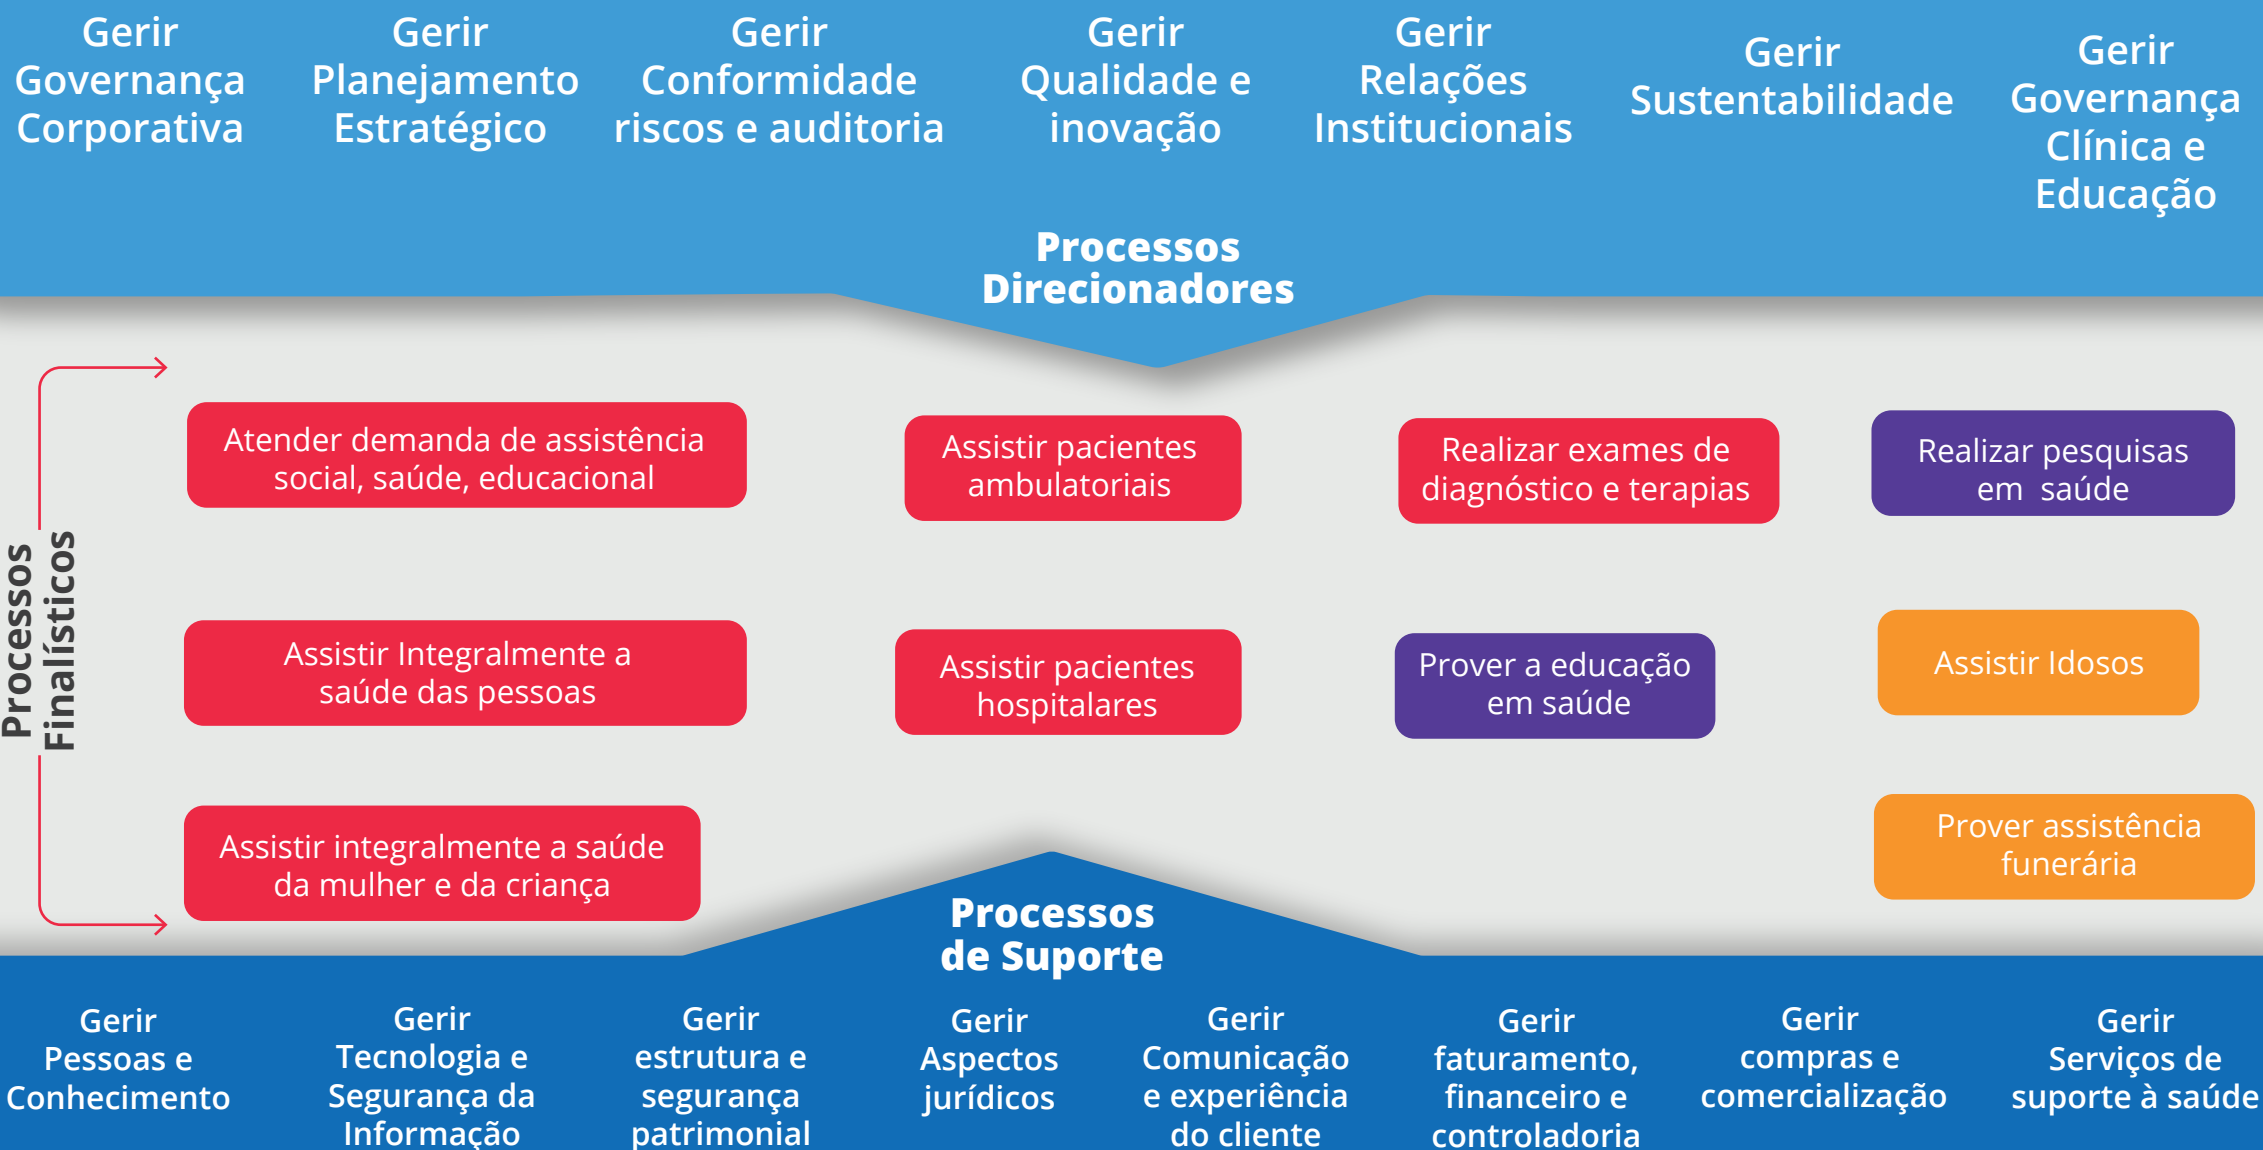 Gerir
Governança
Corporativa
Gerir
Planejamento
Estratégico
Gerir
Conformidade
riscos e auditoria
Gerir
Qualidade e
inovação
Gerir
Relações
Institucionais
Gerir
Sustentabilidade
Gerir
Governança
Clínica e
Educação
Processos
Direcionadores
Processos
Finalísticos
Atender demanda de assistência
social, saúde, educacional
Assistir pacientes
ambulatoriais
Realizar exames de
diagnóstico e terapias
Realizar pesquisas
em saúde
Assistir Integralmente a
saúde das pessoas
Assistir pacientes
hospitalares
Prover a educação
em saúde
Assistir Idosos
Assistir integralmente a saúde
da mulher e da criança
Prover assistência
funerária
Processos
de Suporte
Gerir
Pessoas e
Conhecimento
Gerir
Tecnologia e
Segurança da
Informação
Gerir
estrutura e
segurança
patrimonial
Gerir
Aspectos
jurídicos
Gerir
Comunicação
e experiência
do cliente
Gerir
faturamento,
financeiro e
controladoria
Gerir
compras e
comercialização
Gerir
Serviços de
suporte à saúde